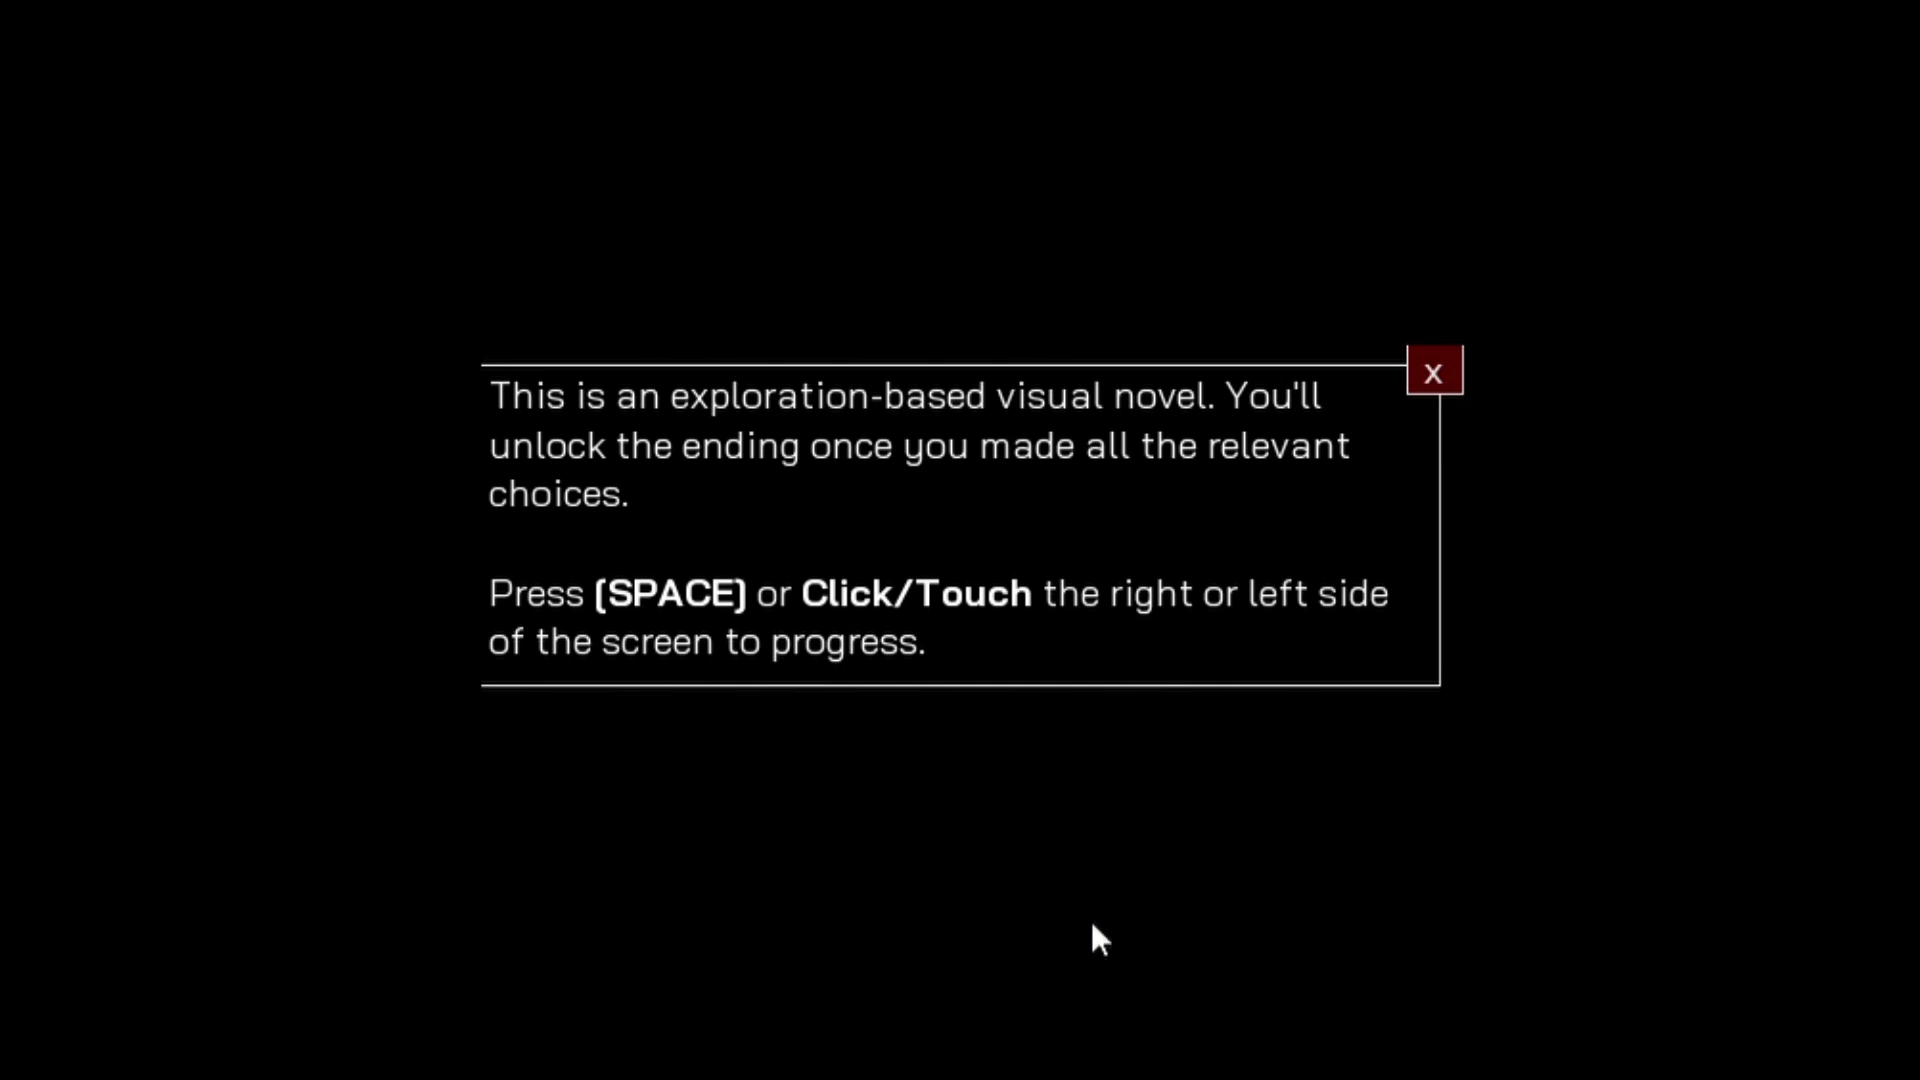 This is an exploration-based visual novel. You'll
unlock the ending once you made all the relevant
choices.
Press [SPACE] or Click/Touch the right or left side
of the screen to progress.
x